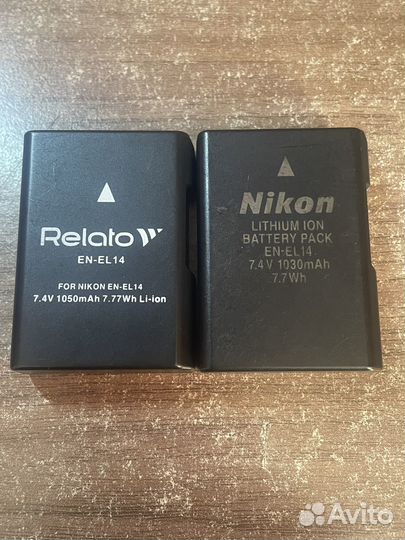 Relato
EN-EL14
FOR NIKON EN-EL14
7.4V 1050mAh 7.77Wh Li-ion
Nikon
LITHIUM ION
BATTERY PACK
EN-EL14
7.4V 1030mAh
7.7Wh
Avito